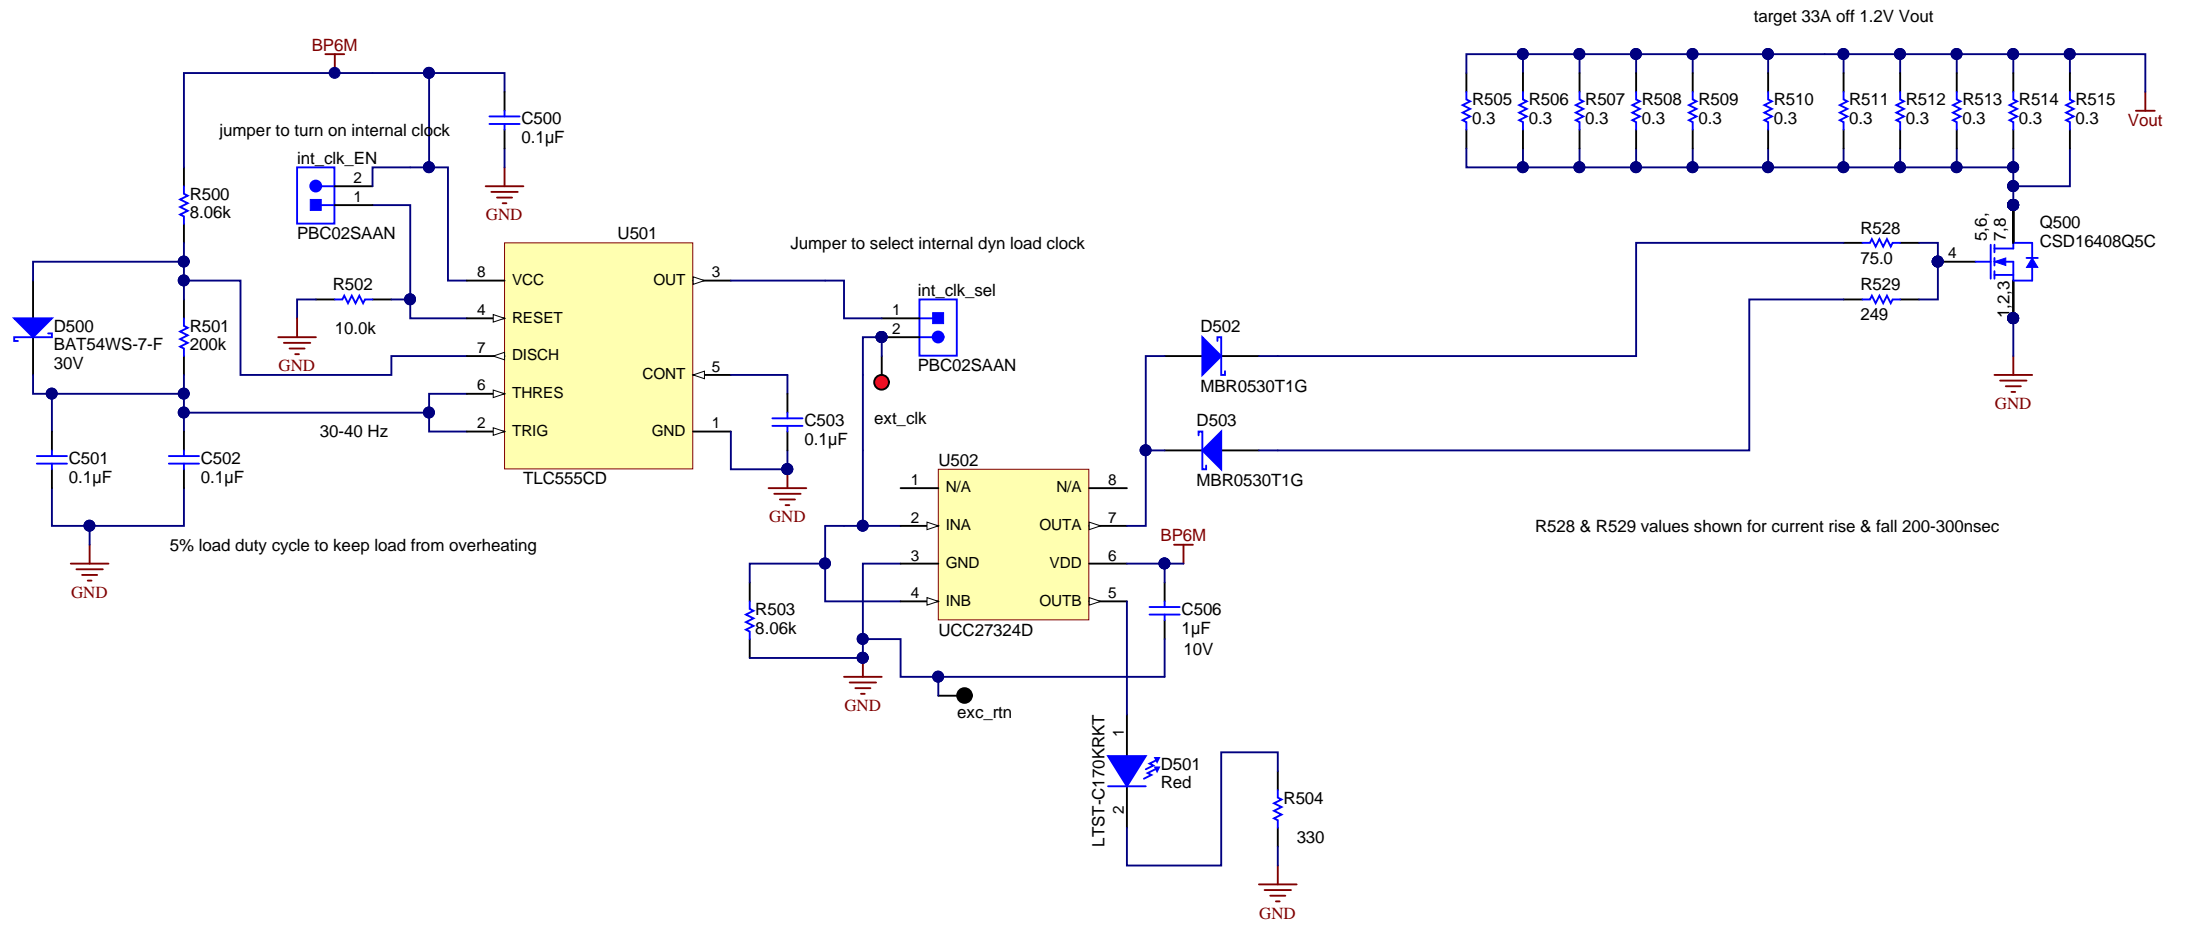 target 33A off 1.2V Vout
BP6M
R505
0.3
R506
0.3
R507
0.3
R508
0.3
R509
0.3
R510
0.3
R511
0.3
R512
0.3
R513
0.3
R514
0.3
R515
0.3
Vout
C500
0.1µF
GND
jumper to turn on internal clock
int_clk_EN
2
1
PBC02SAAN
R500
8.06k
R502
10.0k
GND
D500
BAT54WS-7-F
30V
R501
200k
U501
8 VCC
4 RESET
7 DISCH
6 THRES
2 TRIG
OUT 3
CONT 5
GND 1
TLC555CD
30-40 Hz
C501
0.1µF
C502
0.1µF
GND
5% load duty cycle to keep load from overheating
Jumper to select internal dyn load clock
int_clk_sel
1
2
PBC02SAAN
ext_clk
C503
0.1µF
GND
U502
1 N/A
2 INA
3 GND
4 INB
N/A 8
OUTA 7
VDD 6
OUTB 5
UCC27324D
R503
8.06k
GND
exc_rtn
BP6M
C506
1µF
10V
D502
MBR0530T1G
D503
MBR0530T1G
R528
75.0
R529
249
4
5,6,
7,8
1,2,3
Q500
CSD16408Q5C
GND
R528 & R529 values shown for current rise & fall 200-300nsec
LTST-C170KRKT
1
2
D501
Red
R504
330
GND